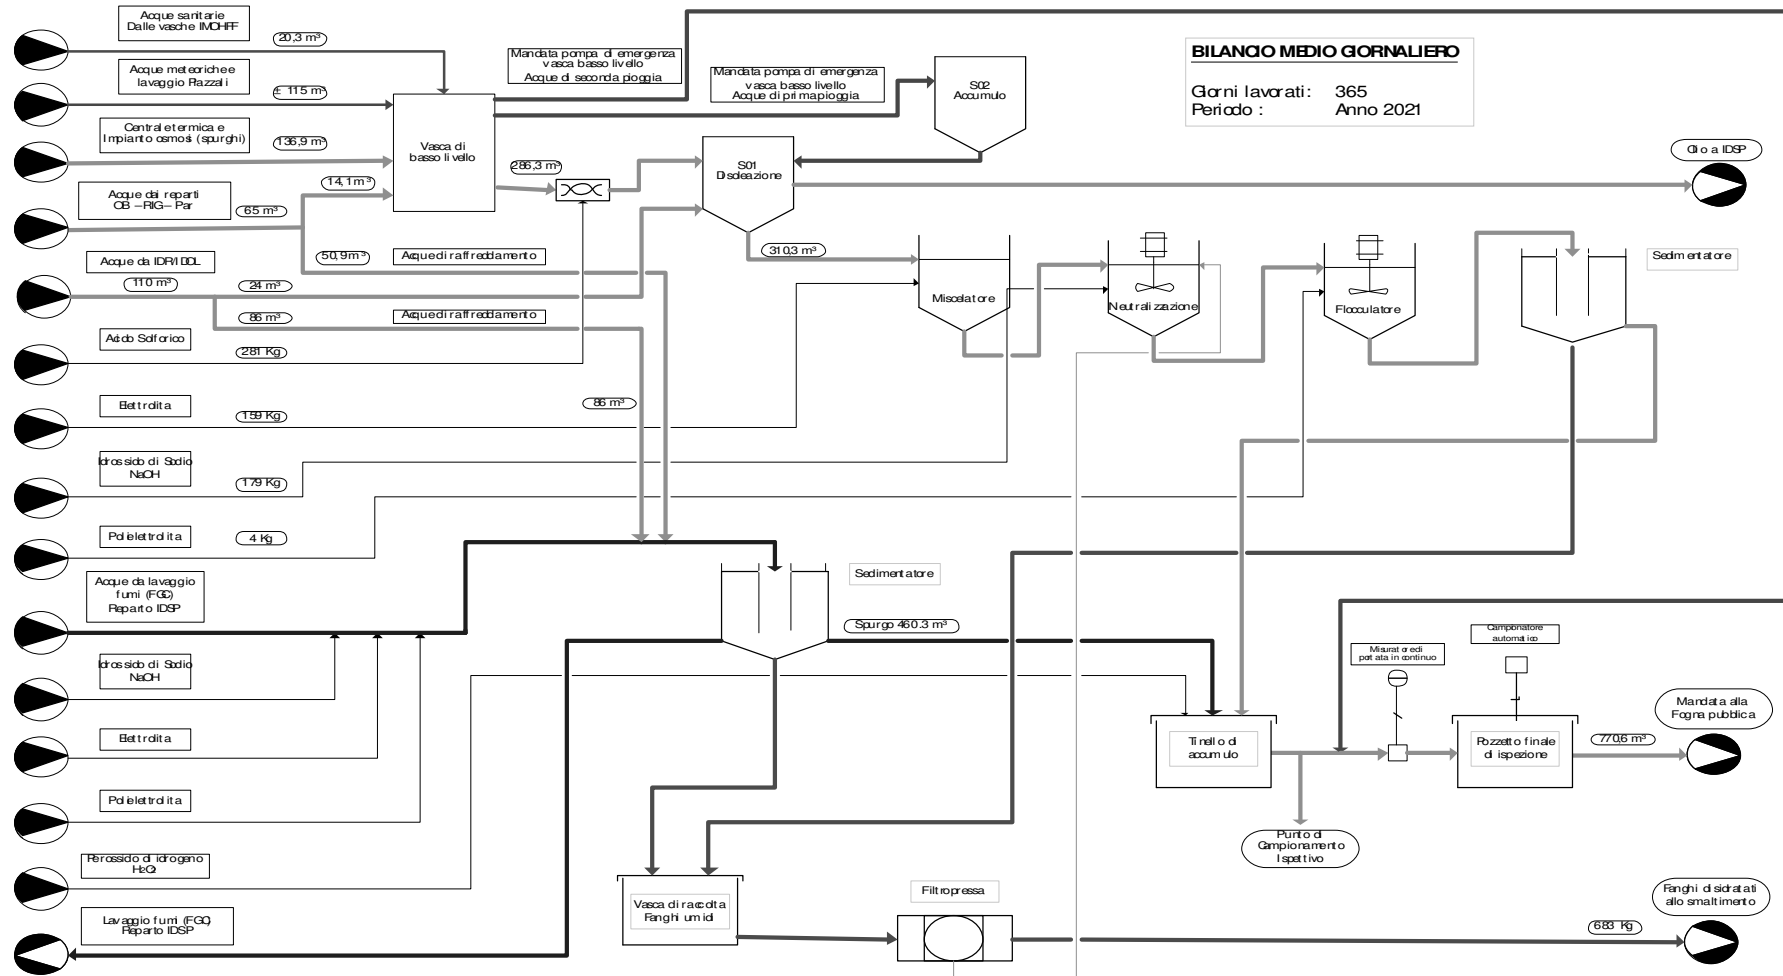 Acque sanitarie
Dalle vasche IMOHFF
20,3 m³
Acque meteoriche e
lavaggio Piazzali
± 115 m³
Centrale termica e
Impianto osmosi (spurghi)
136,9 m³
Acque dai reparti
OB – RIG – Par
65 m³
14,1 m³
50,9 m³
Acque da IDR/IDOL
110 m³
24 m³
86 m³
Acque di raffreddamento
Acque di raffreddamento
Acido Solforico
281 Kg
Elettrolita
159 Kg
86 m³
Idrossido di Sodio
NaOH
179 Kg
Polielettrolita
4 Kg
Acque da lavaggio
fumi (FGC)
Reparto IDSP
Idrossido di Sodio
NaOH
Elettrolita
Polielettrolita
Perossido di idrogeno
H2O2
Lavaggio fumi (FGC)
Reparto IDSP
Vasca di
basso livello
Mandata pompa di emergenza
vasca basso livello
Acque di seconda pioggia
Mandata pompa di emergenza
vasca basso livello
Acque di prima pioggia
S02
Accumulo
286,3 m³
S01
Disoleazione
310,3 m³
BILANCIO MEDIO GIORNALIERO
Giorni lavorati: 365
Periodo : Anno 2021
Olio a IDSP
Miscelatore
Neutralizzazione
Flocculatore
Sedimentatore
Sedimentatore
Spurgo 460.3 m³
Misuratore di
portata in continuo
Campionatore
automatico
Tinello di
accumulo
Pozzetto finale
di ispezione
Mandata alla
Fogna pubblica
770,6 m³
Punto di
Campionamento
Ispettivo
Vasca di raccolta
Fanghi umidi
Filtropressa
Fanghi disidratati
allo smaltimento
683 Kg